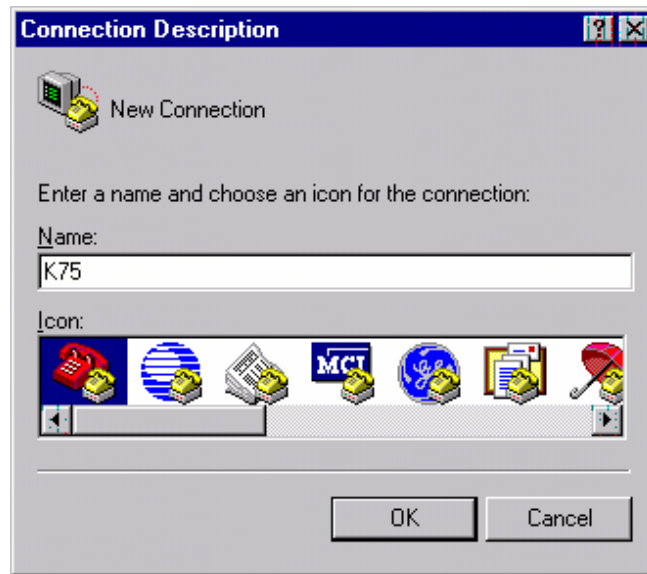 Connection Description
New Connection
Enter a name and choose an icon for the connection:
Name:
K75
Icon:
MCI
OK Cancel